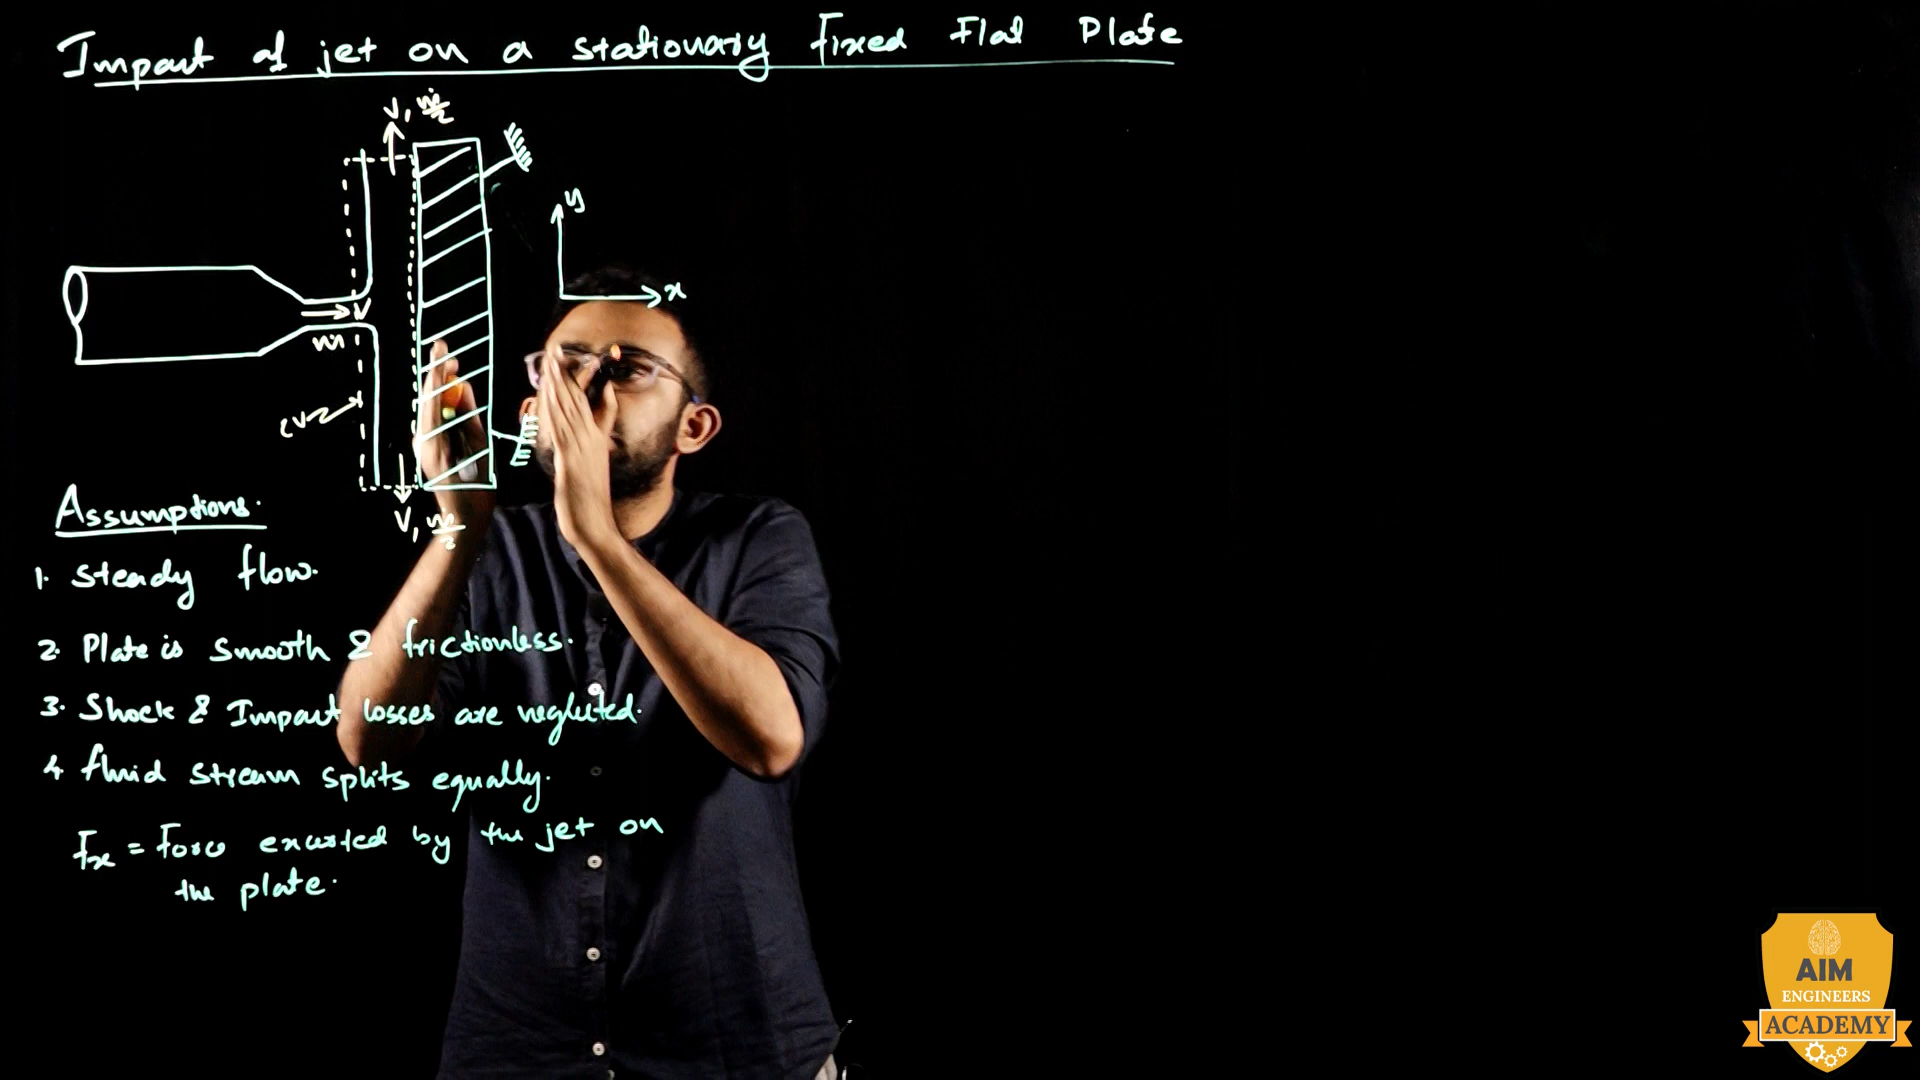 Impact of jet on a stationary fixed Flat Plate
V, ṁ/2
y
x
V
ṁ
CV
V, ṁ/2
Assumptions.
1. Steady flow.
2. Plate is smooth & frictionless.
3. Shock & Impact losses are neglected.
4. fluid stream splits equally.
Fx = Force exerted by the jet on
the plate.
AIM
ENGINEERS
ACADEMY